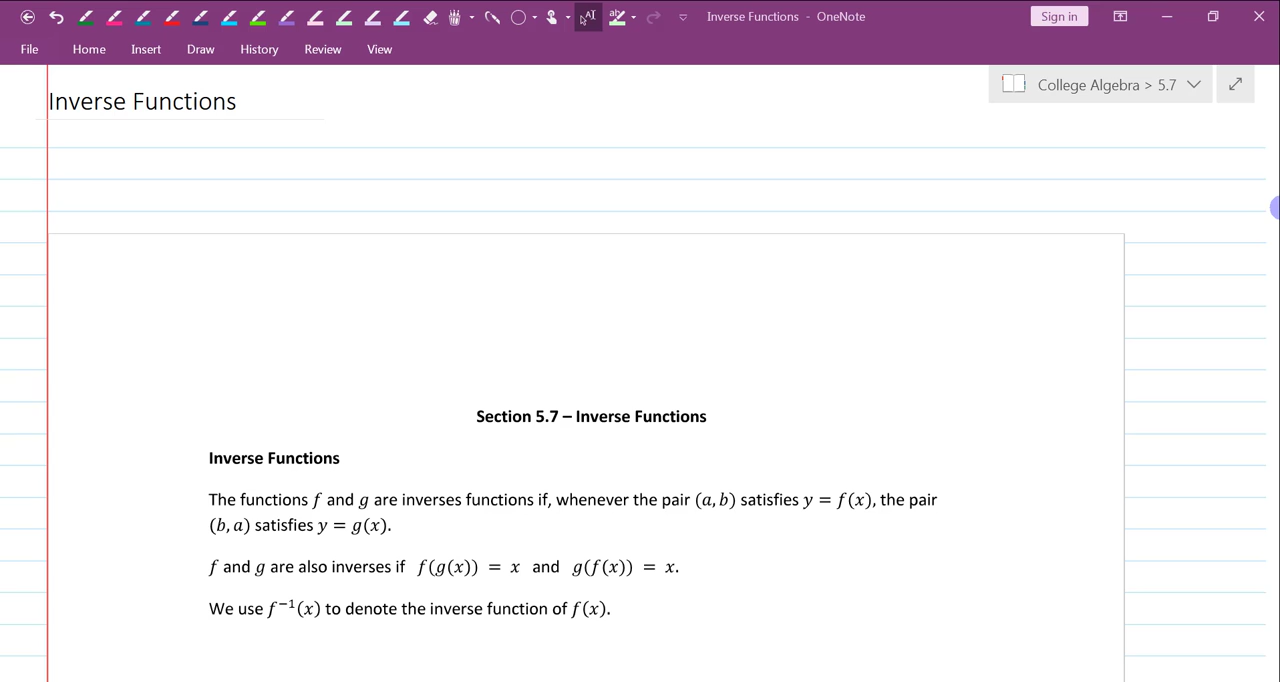 Inverse Functions - OneNote
Sign in
File Home Insert Draw History Review View
Inverse Functions
College Algebra > 5.7
Section 5.7 – Inverse Functions
Inverse Functions
The functions f and g are inverses functions if, whenever the pair (a, b) satisfies y = f(x), the pair
(b, a) satisfies y = g(x).
f and g are also inverses if f(g(x)) = x and g(f(x)) = x.
We use f⁻¹(x) to denote the inverse function of f(x).